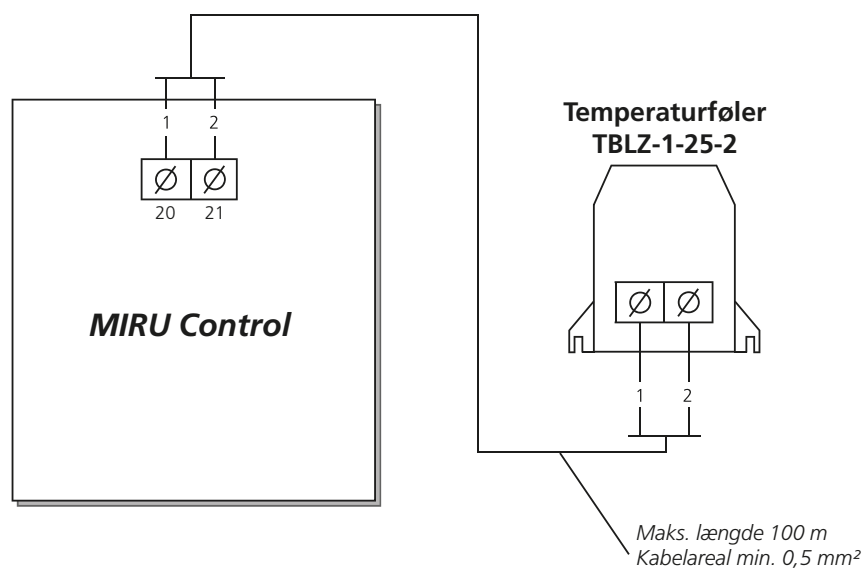 1 2
20 21
MIRU Control
Temperaturføler
TBLZ-1-25-2
1 2
Maks. længde 100 m
Kabelareal min. 0,5 mm²